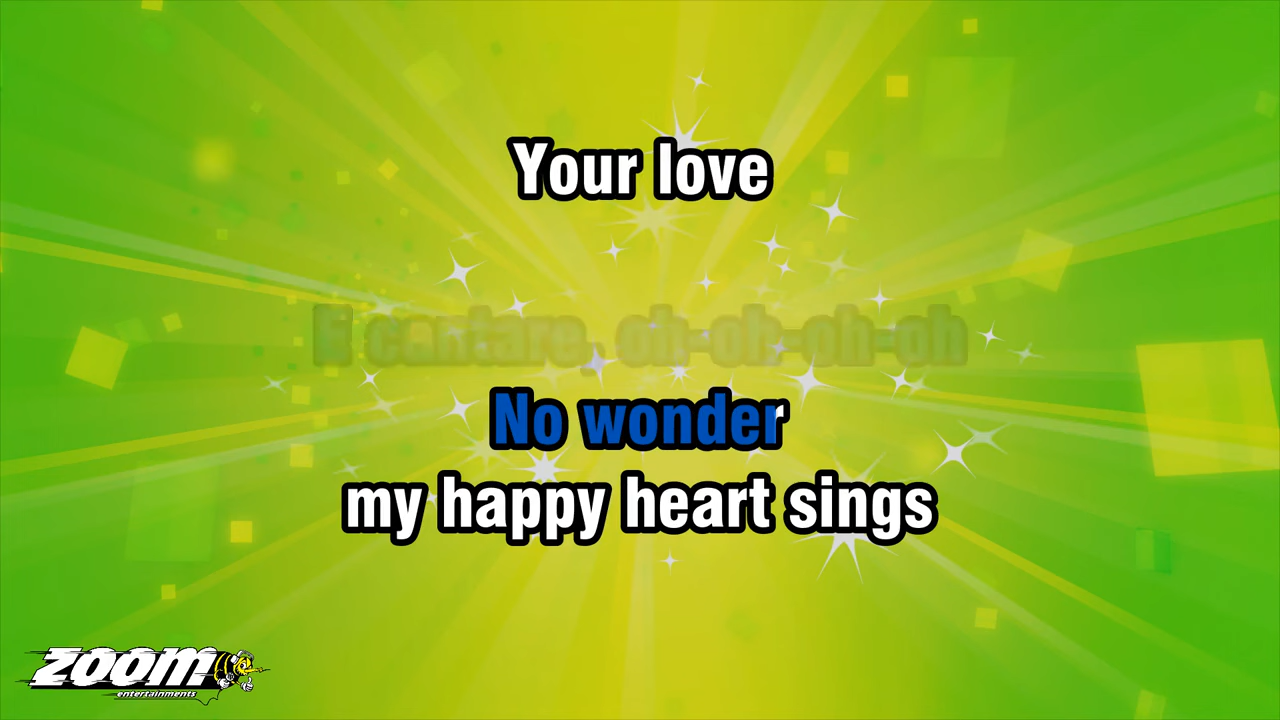 Your love
E cantare, oh-oh-oh-oh
No wonder
my happy heart sings
ZOOM
entertainments